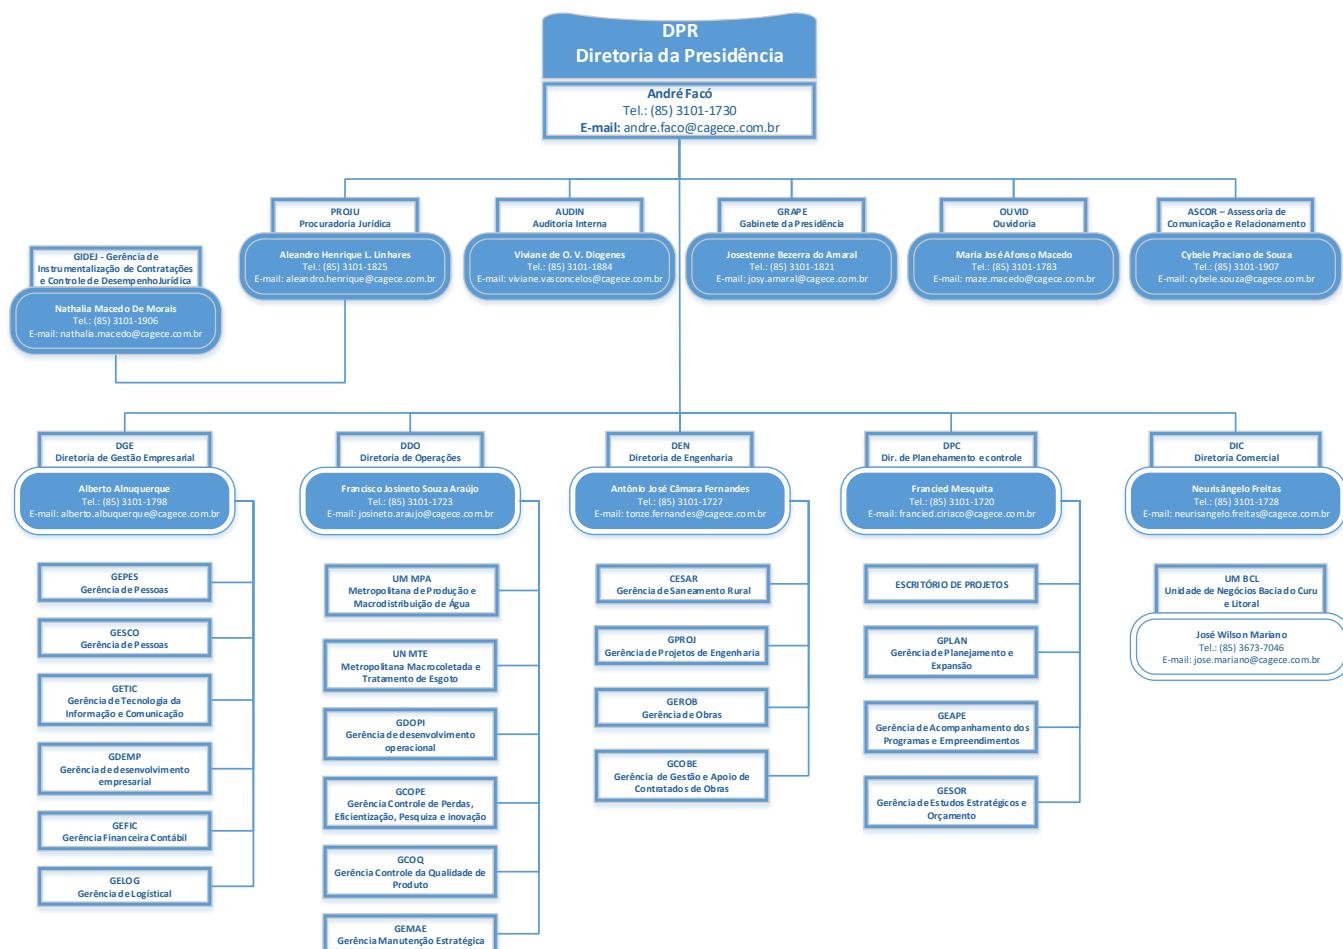 DPR
Diretoria da Presidência
André Facó
Tel.: (85) 3101-1730
E-mail: andre.faco@cagece.com.br
PROJU
Procuradoria Jurídica
Aleandro Henrique L. Linhares
Tel.: (85) 3101-1825
E-mail: aleandro.henrique@cagece.com.br
AUDIN
Auditoria Interna
Viviane de O. V. Diogenes
Tel.: (85) 3101-1884
E-mail: viviane.vasconcelos@cagece.com.br
GRAPE
Gabinete da Presidência
Josestenne Bezerra do Amaral
Tel.: (85) 3101-1821
E-mail: josy.amaral@cagece.com.br
OUVID
Ouvidoria
Maria José Afonso Macedo
Tel.: (85) 3101-1783
E-mail: maze.macedo@cagece.com.br
ASCOR – Assessoria de
Comunicação e Relacionamento
Cybele Praciano de Souza
Tel.: (85) 3101-1907
E-mail: cybele.souza@cagece.com.br
GIDEJ - Gerência de
Instrumentalização de Contratações
e Controle de Desempenho Jurídica
Nathalia Macedo De Morais
Tel.: (85) 3101-1906
E-mail: nathalia.macedo@cagece.com.br
DGE
Diretoria de Gestão Empresarial
Alberto Alnuquerque
Tel.: (85) 3101-1798
E-mail: alberto.albuquerque@cagece.com.br
GEPES
Gerência de Pessoas
GESCO
Gerência de Pessoas
GETIC
Gerência de Tecnologia da
Informação e Comunicação
GDEMP
Gerência de desenvolvimento
empresarial
GEFIC
Gerência Financeira Contábil
GELOG
Gerência de Logístical
DDO
Diretoria de Operações
Francisco Josineto Souza Araújo
Tel.: (85) 3101-1723
E-mail: josineto.araujo@cagece.com.br
UM MPA
Metropolitana de Produção e
Macrodistribuição de Água
UN MTE
Metropolitana Macrocoletada e
Tratamento de Esgoto
GDOPI
Gerência de desenvolvimento
operacional
GCOPE
Gerência Controle de Perdas,
Eficientização, Pesquiza e inovação
GCOQ
Gerência Controle da Qualidade de
Produto
GEMAE
Gerência Manutenção Estratégica
DEN
Diretoria de Engenharia
Antônio José Câmara Fernandes
Tel.: (85) 3101-1727
E-mail: tonze.fernandes@cagece.com.br
CESAR
Gerência de Saneamento Rural
GPROJ
Gerência de Projetos de Engenharia
GEROB
Gerência de Obras
GCOBE
Gerência de Gestão e Apoio de
Contratados de Obras
DPC
Dir. de Planehamento e controle
Francied Mesquita
Tel.: (85) 3101-1720
E-mail: francied.ciriaco@cagece.com.br
ESCRITÓRIO DE PROJETOS
GPLAN
Gerência de Planejamento e
Expansão
GEAPE
Gerência de Acompanhamento dos
Programas e Empreendimentos
GESOR
Gerência de Estudos Estratégicos e
Orçamento
DIC
Diretoria Comercial
Neurisângelo Freitas
Tel.: (85) 3101-1728
E-mail: neurisangelo.freitas@cagece.com.br
UM BCL
Unidade de Negócios Bacia do Curu
e Litoral
José Wilson Mariano
Tel.: (85) 3673-7046
E-mail: jose.mariano@cagece.com.br